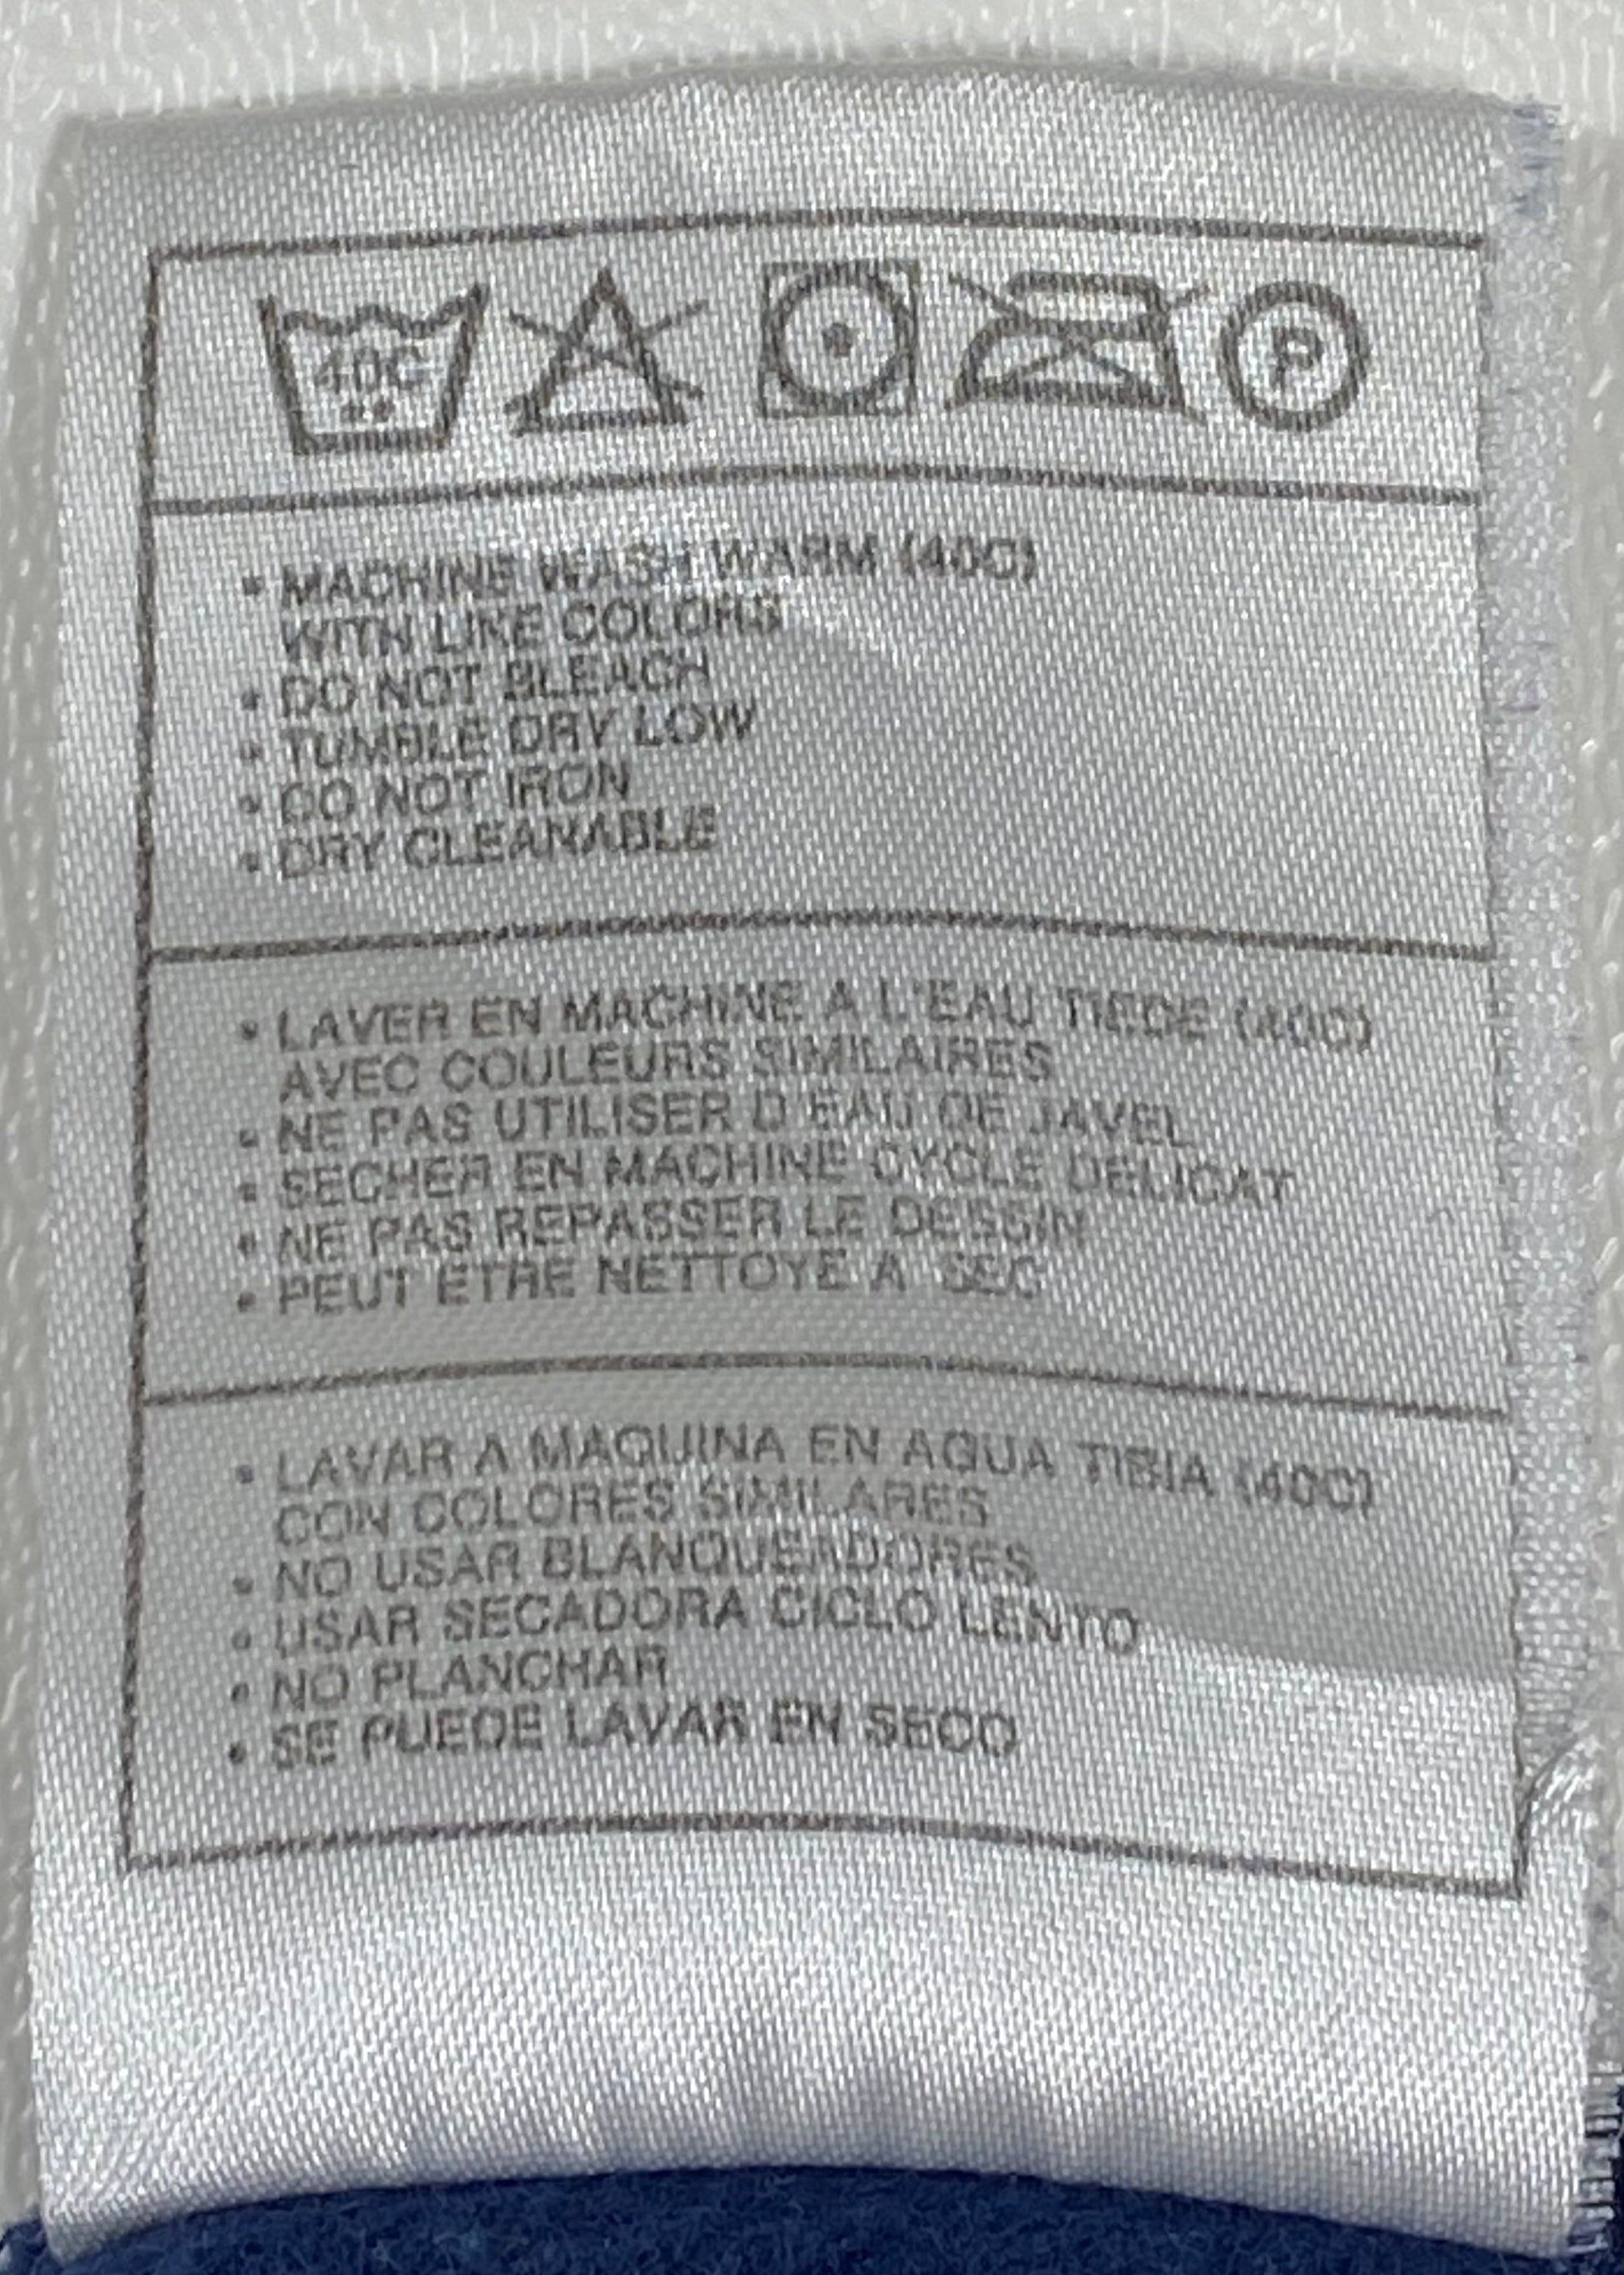 40C
P
• MACHINE WASH WARM (40C)
WITH LIKE COLORS
• DO NOT BLEACH
• TUMBLE DRY LOW
• DO NOT IRON
• DRY CLEANABLE
• LAVER EN MACHINE A L'EAU TIEDE (40C)
AVEC COULEURS SIMILAIRES
• NE PAS UTILISER D'EAU DE JAVEL
• SECHER EN MACHINE CYCLE DELICAT
• NE PAS REPASSER LE DESSIN
• PEUT ETRE NETTOYE A SEC
• LAVAR A MAQUINA EN AGUA TIBIA (40C)
CON COLORES SIMILARES
• NO USAR BLANQUEADORES
• USAR SECADORA CICLO LENTO
• NO PLANCHAR
• SE PUEDE LAVAR EN SECO